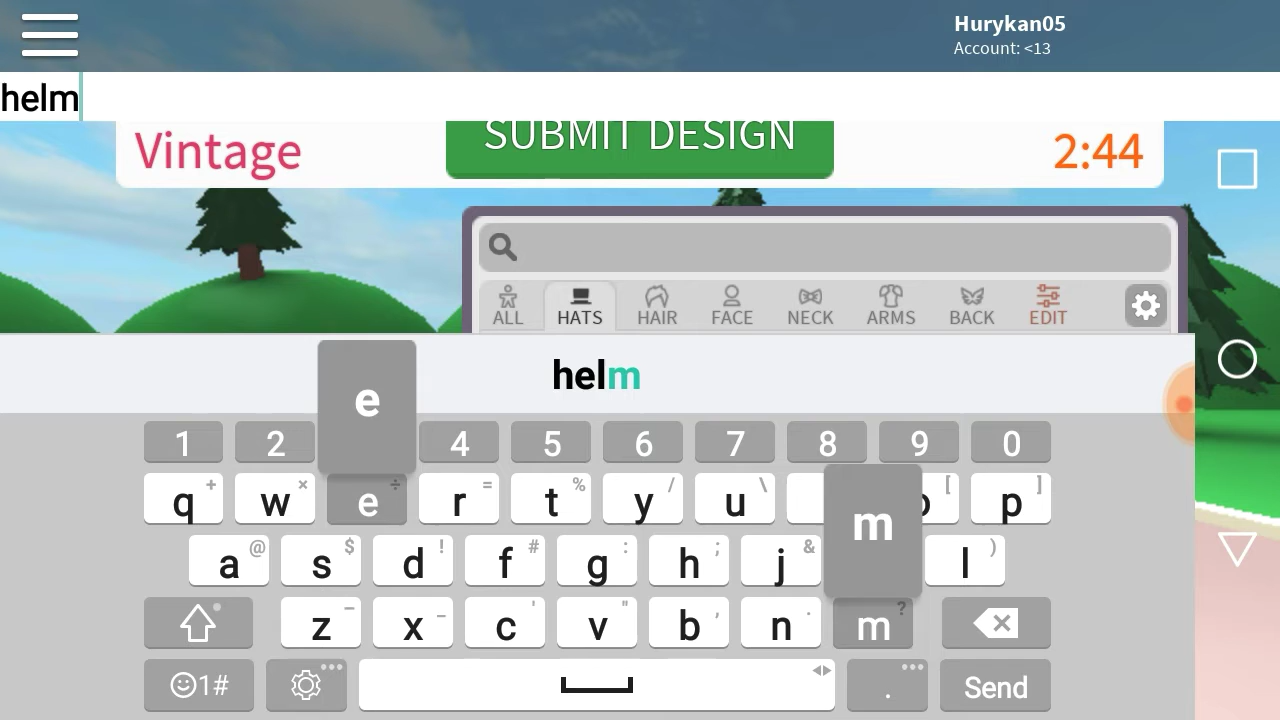 Hurykan05
Account: <13
helm
SUBMIT DESIGN
Vintage
2:44
ALL HATS HAIR FACE NECK ARMS BACK EDIT
e
helm
1 2 4 5 6 7 8 9 0
q + w × e ÷ r = t % y / u \ o [ p ]
m
a @ s $ d ! f # g : h ; j & l )
z – x _ c ' v " b , n . m ?
1# . Send